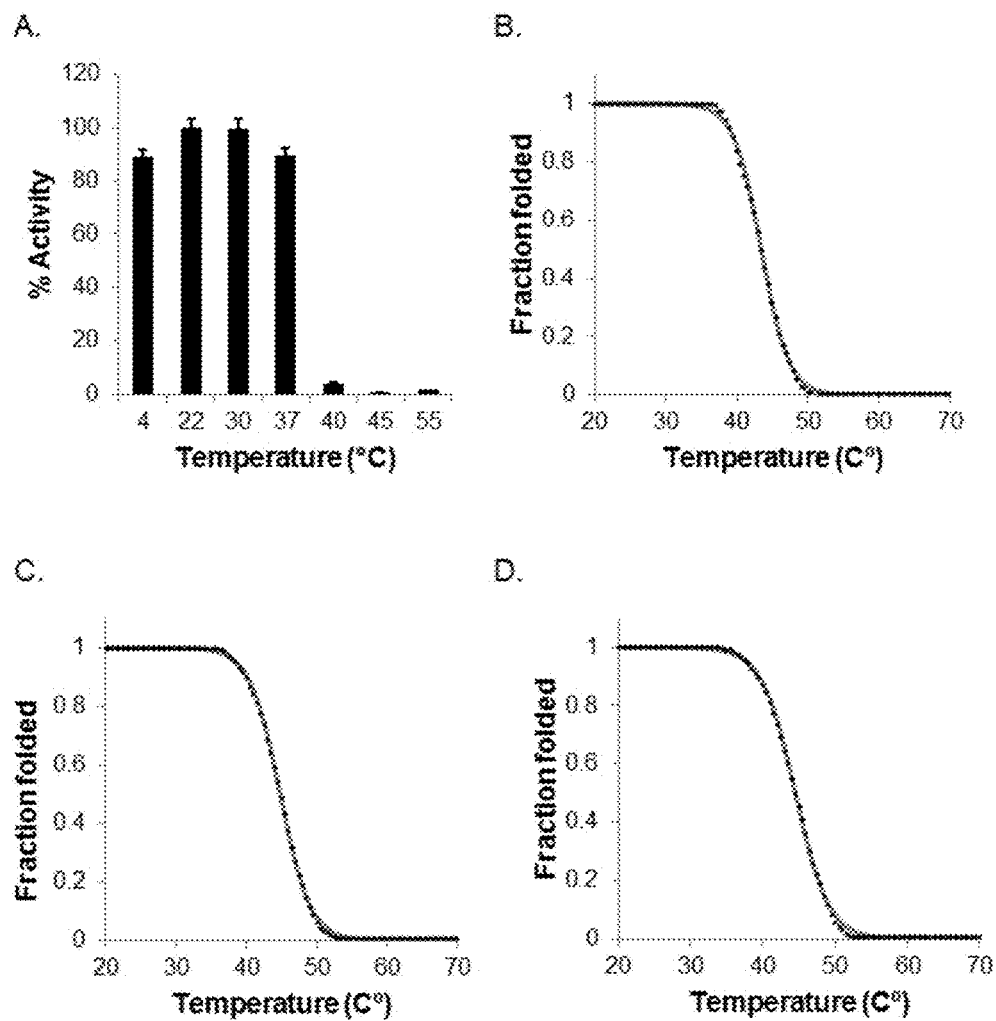 A.
120
100
80
60
40
20
0
% Activity
4 22 30 37 40 45 55
Temperature (°C)
B.
1
0.8
0.6
0.4
0.2
0
Fraction folded
20 30 40 50 60 70
Temperature (C°)
C.
1
0.8
0.6
0.4
0.2
0
Fraction folded
20 30 40 50 60 70
Temperature (C°)
D.
1
0.8
0.6
0.4
0.2
0
Fraction folded
20 30 40 50 60 70
Temperature (C°)